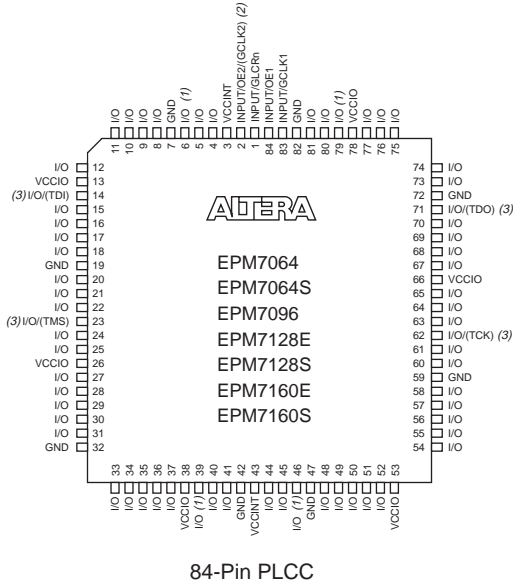 I/O
I/O
I/O
I/O
GND
I/O (1)
I/O
I/O
VCCINT
INPUT/OE2/(GCLK2) (2)
INPUT/GLCRn
INPUT/OE1
INPUT/GCLK1
GND
I/O
I/O
I/O (1)
VCCIO
I/O
I/O
I/O
11 10 9 8 7 6 5 4 3 2 1 84 83 82 81 80 79 78 77 76 75
I/O 12
VCCIO 13
(3) I/O/(TDI) 14
I/O 15
I/O 16
I/O 17
I/O 18
GND 19
I/O 20
I/O 21
I/O 22
(3) I/O/(TMS) 23
I/O 24
I/O 25
VCCIO 26
I/O 27
I/O 28
I/O 29
I/O 30
I/O 31
GND 32
ALTERA
EPM7064
EPM7064S
EPM7096
EPM7128E
EPM7128S
EPM7160E
EPM7160S
74 I/O
73 I/O
72 GND
71 I/O/(TDO) (3)
70 I/O
69 I/O
68 I/O
67 I/O
66 VCCIO
65 I/O
64 I/O
63 I/O
62 I/O/(TCK) (3)
61 I/O
60 I/O
59 GND
58 I/O
57 I/O
56 I/O
55 I/O
54 I/O
33 34 35 36 37 38 39 40 41 42 43 44 45 46 47 48 49 50 51 52 53
I/O
I/O
I/O
I/O
I/O
VCCIO
I/O (1)
I/O
I/O
GND
VCCINT
I/O
I/O
I/O (1)
GND
I/O
I/O
I/O
I/O
I/O
VCCIO
84-Pin PLCC